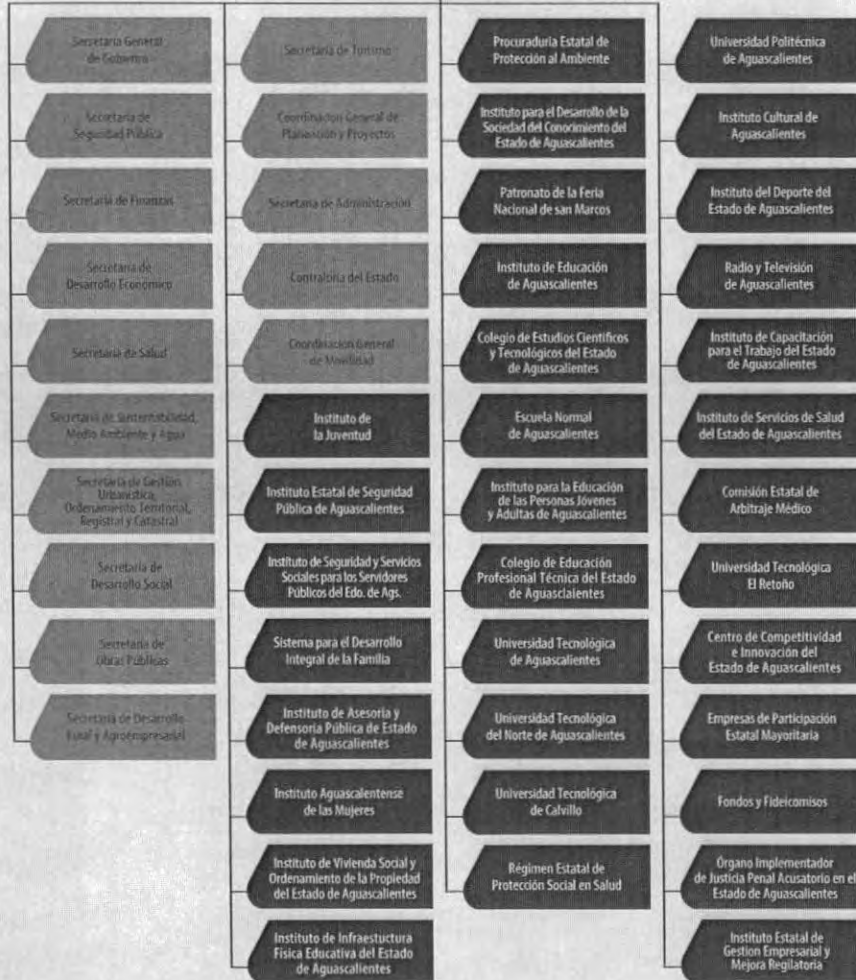 Secretaría General
de Gobierno
Secretaría de
Seguridad Pública
Secretaría de Finanzas
Secretaría de
Desarrollo Económico
Secretaría de Salud
Secretaría de Sustentabilidad,
Medio Ambiente y Agua
Secretaría de Gestión
Urbanística,
Ordenamiento Territorial,
Registral y Catastral
Secretaría de
Desarrollo Social
Secretaría de
Obras Públicas
Secretaría de Desarrollo
Rural y Agroempresarial
Secretaría de Turismo
Coordinación General de
Planeación y Proyectos
Secretaría de Administración
Contraloría del Estado
Coordinación General
de Movilidad
Instituto de
la Juventud
Instituto Estatal de Seguridad
Pública de Aguascalientes
Instituto de Seguridad y Servicios
Sociales para los Servidores
Públicos del Edo. de Ags.
Sistema para el Desarrollo
Integral de la Familia
Instituto de Asesoría y
Defensoría Pública de Estado
de Aguascalientes
Instituto Aguascalentense
de las Mujeres
Instituto de Vivienda Social y
Ordenamiento de la Propiedad
del Estado de Aguascalientes
Instituto de Infraestuctura
Física Educativa del Estado
de Aguascalientes
Procuraduría Estatal de
Protección al Ambiente
Instituto para el Desarrollo de la
Sociedad del Conocimiento del
Estado de Aguascalientes
Patronato de la Feria
Nacional de san Marcos
Instituto de Educación
de Aguascalientes
Colegio de Estudios Científicos
y Tecnológicos del Estado
de Aguascalientes
Escuela Normal
de Aguascalientes
Instituto para la Educación
de las Personas Jóvenes
y Adultas de Aguascalientes
Colegio de Educación
Profesional Técnica del Estado
de Aguasclaientes
Universidad Tecnológica
de Aguascalientes
Universidad Tecnológica
del Norte de Aguascalientes
Universidad Tecnológica
de Calvillo
Régimen Estatal de
Protección Social en Salud
Universidad Politécnica
de Aguascalientes
Instituto Cultural de
Aguascalientes
Instituto del Deporte del
Estado de Aguascalientes
Radio y Televisión
de Aguascalientes
Instituto de Capacitación
para el Trabajo del Estado
de Aguascalientes
Instituto de Servicios de Salud
del Estado de Aguascalientes
Comisión Estatal de
Arbitraje Médico
Universidad Tecnológica
El Retoño
Centro de Competitividad
e Innovación del
Estado de Aguascalientes
Empresas de Participación
Estatal Mayoritaria
Fondos y Fideicomisos
Órgano Implementador
de Justicia Penal Acusatorio en el
Estado de Aguascalientes
Instituto Estatal de
Gestion Empresarial y
Mejora Regilatoria